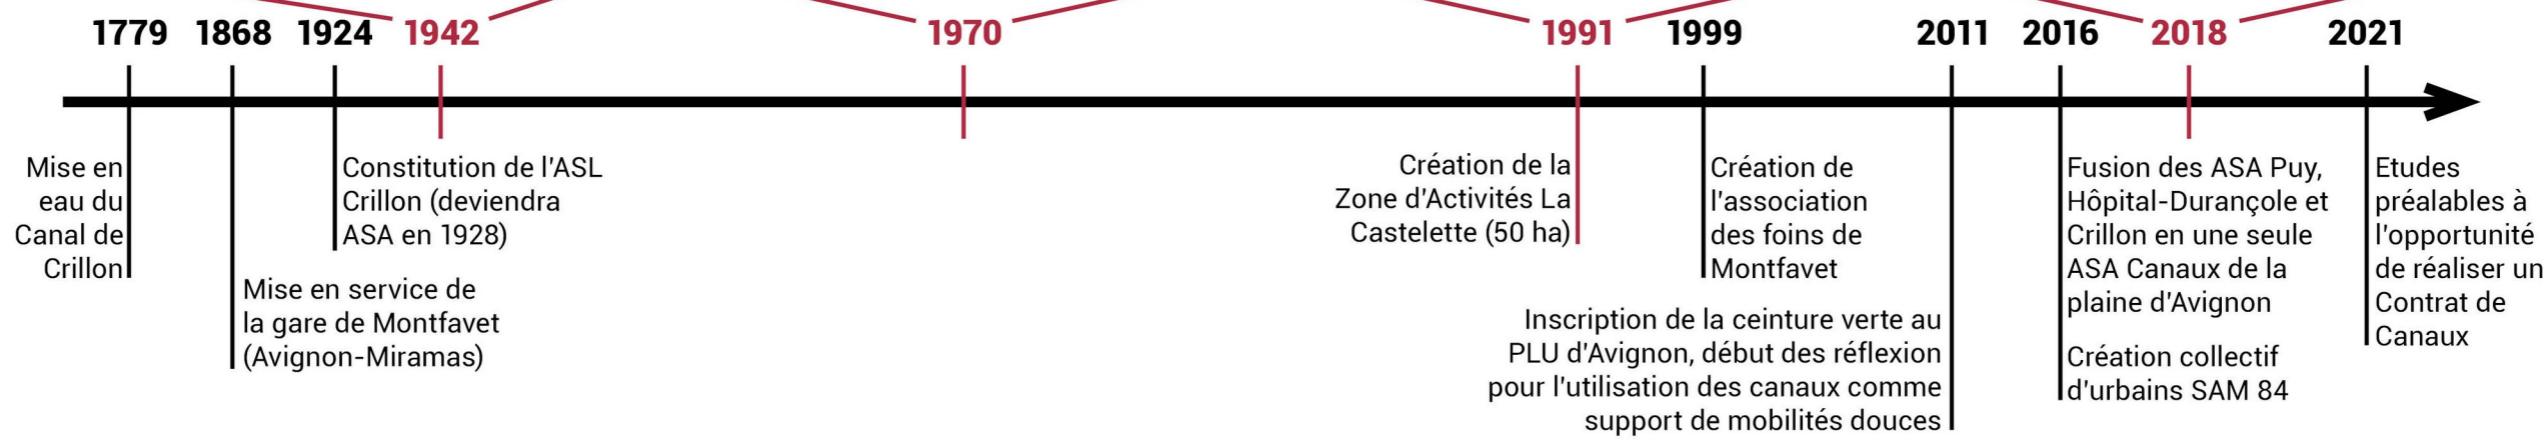 1779 1868 1924 1942 1970 1991 1999 2011 2016 2018 2021
Mise en
eau du
Canal de
Crillon
Mise en service de
la gare de Montfavet
(Avignon-Miramas)
Constitution de l'ASL
Crillon (deviendra
ASA en 1928)
Création de la
Zone d'Activités La
Castelette (50 ha)
Création de
l'association
des foins de
Montfavet
Inscription de la ceinture verte au
PLU d'Avignon, début des réflexion
pour l'utilisation des canaux comme
support de mobilités douces
Fusion des ASA Puy,
Hôpital-Durançole et
Crillon en une seule
ASA Canaux de la
plaine d'Avignon
Création collectif
d'urbains SAM 84
Etudes
préalables à
l'opportunité
de réaliser un
Contrat de
Canaux